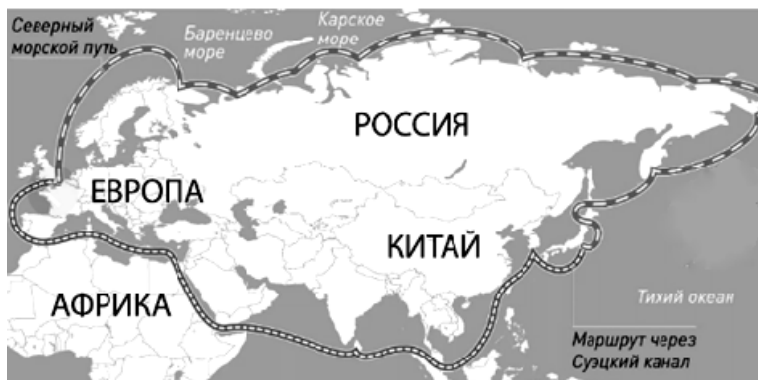 Северный
морской путь
Баренцево
море
Карское
море
РОССИЯ
ЕВРОПА
КИТАЙ
АФРИКА
Тихий океан
Маршрут через
Суэцкий канал